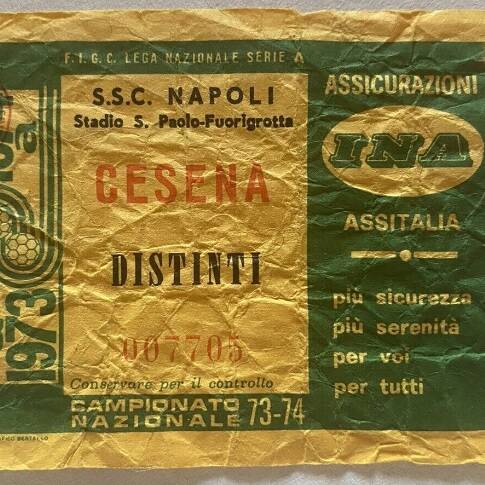 F.I.G.C. LEGA NAZIONALE SERIE A
S.S.C. NAPOLI
Stadio S. Paolo-Fuorigrotta
CESENA
DISTINTI
007705
Conservare per il controllo
CAMPIONATO
NAZIONALE 73-74
1973
ASSICURAZIONI
INA
ASSITALIA
più sicurezza
più serenità
per voi
per tutti